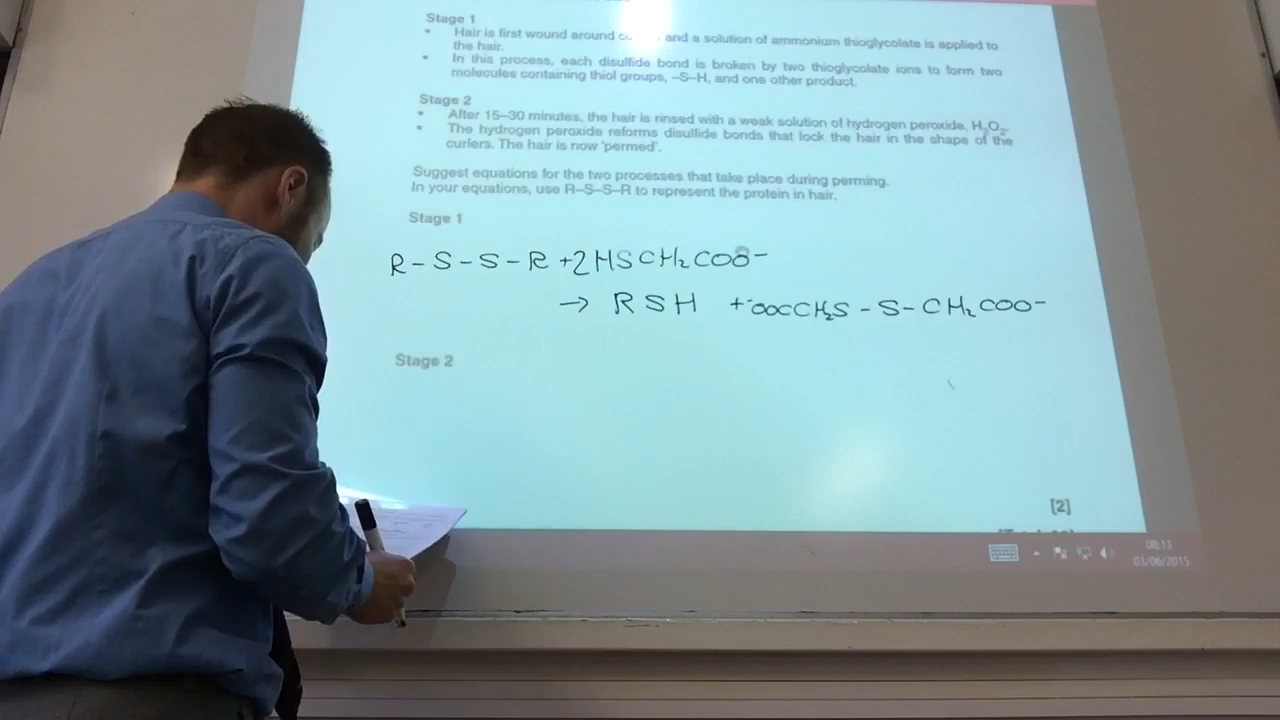 Stage 1
• Hair is first wound around and a solution of ammonium thioglycolate is applied to
the hair.
• In this process, each disulfide bond is broken by two thioglycolate ions to form two
molecules containing thiol groups, –S–H, and one other product.
Stage 2
• After 15–30 minutes, the hair is rinsed with a weak solution of hydrogen peroxide, H₂O₂.
• The hydrogen peroxide reforms disulfide bonds that lock the hair in the shape of the
curlers. The hair is now 'permed'.
Suggest equations for the two processes that take place during perming.
In your equations, use R–S–S–R to represent the protein in hair.
Stage 1
R-S-S-R +2HSCH₂COO⁻
→ RSH + ⁻OOCCH₂S-S-CH₂COO⁻
Stage 2
[2]
08:13
03/06/2015